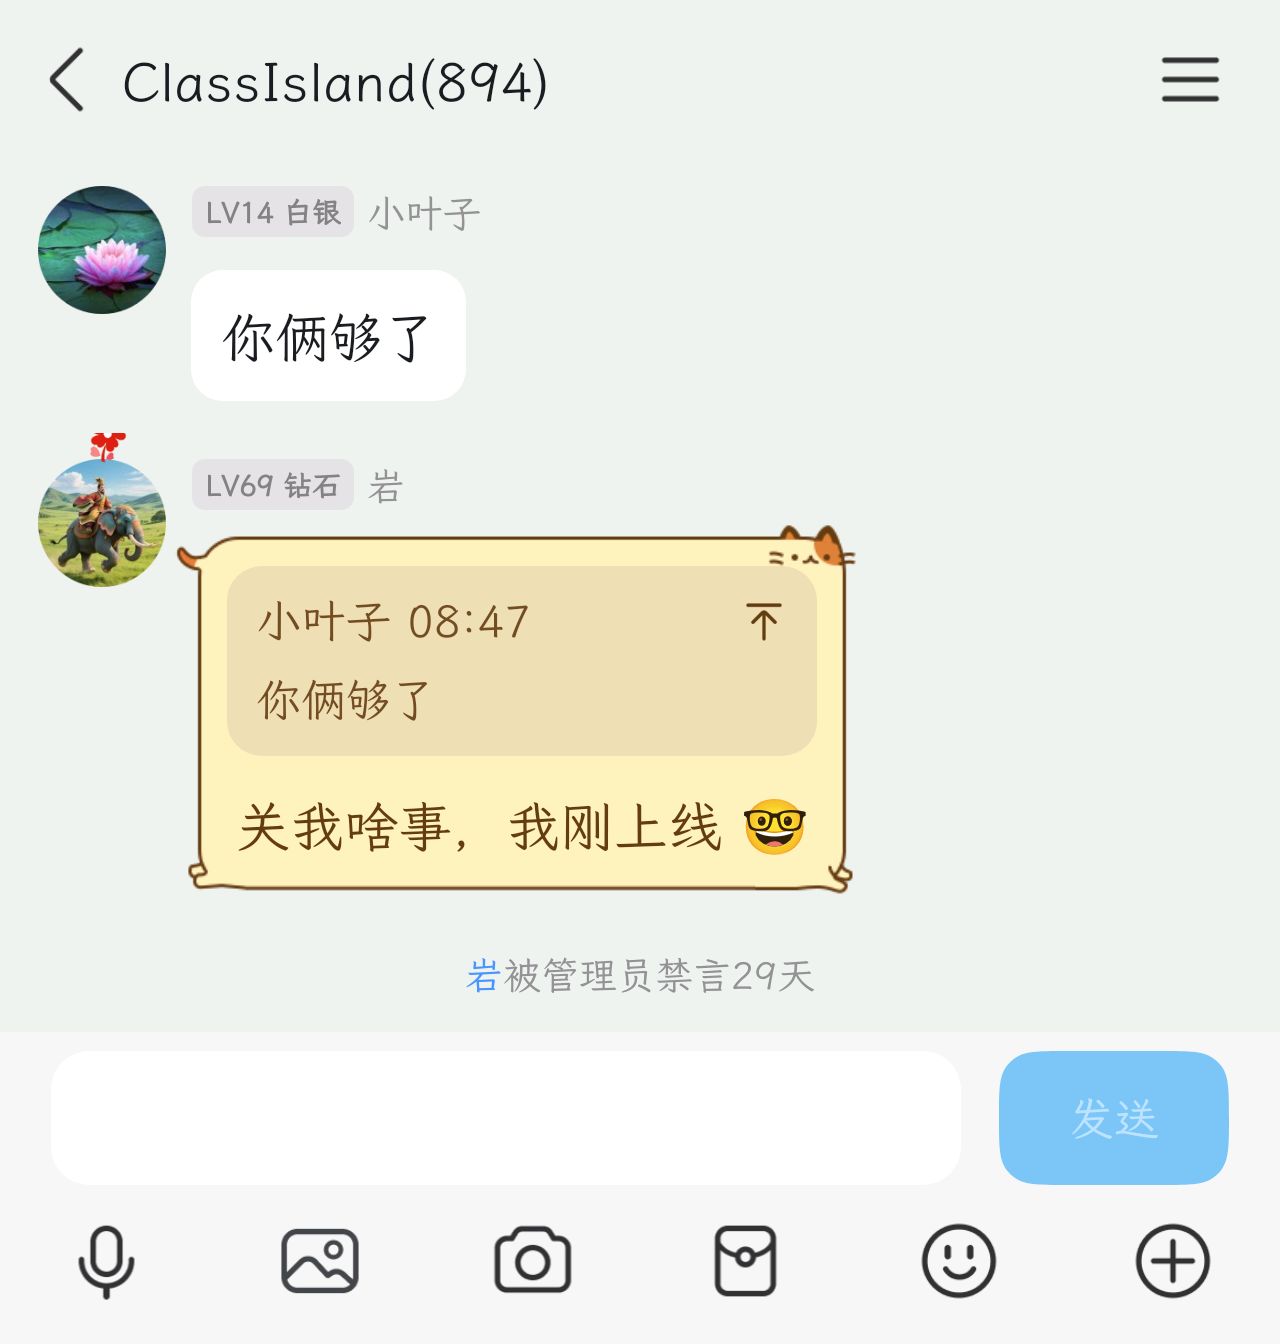 ClassIsland(894)
LV14 白银 小叶子
你俩够了
LV69 钻石 岩
小叶子 08:47
你俩够了
关我啥事，我刚上线 🤓
岩被管理员禁言29天
发送